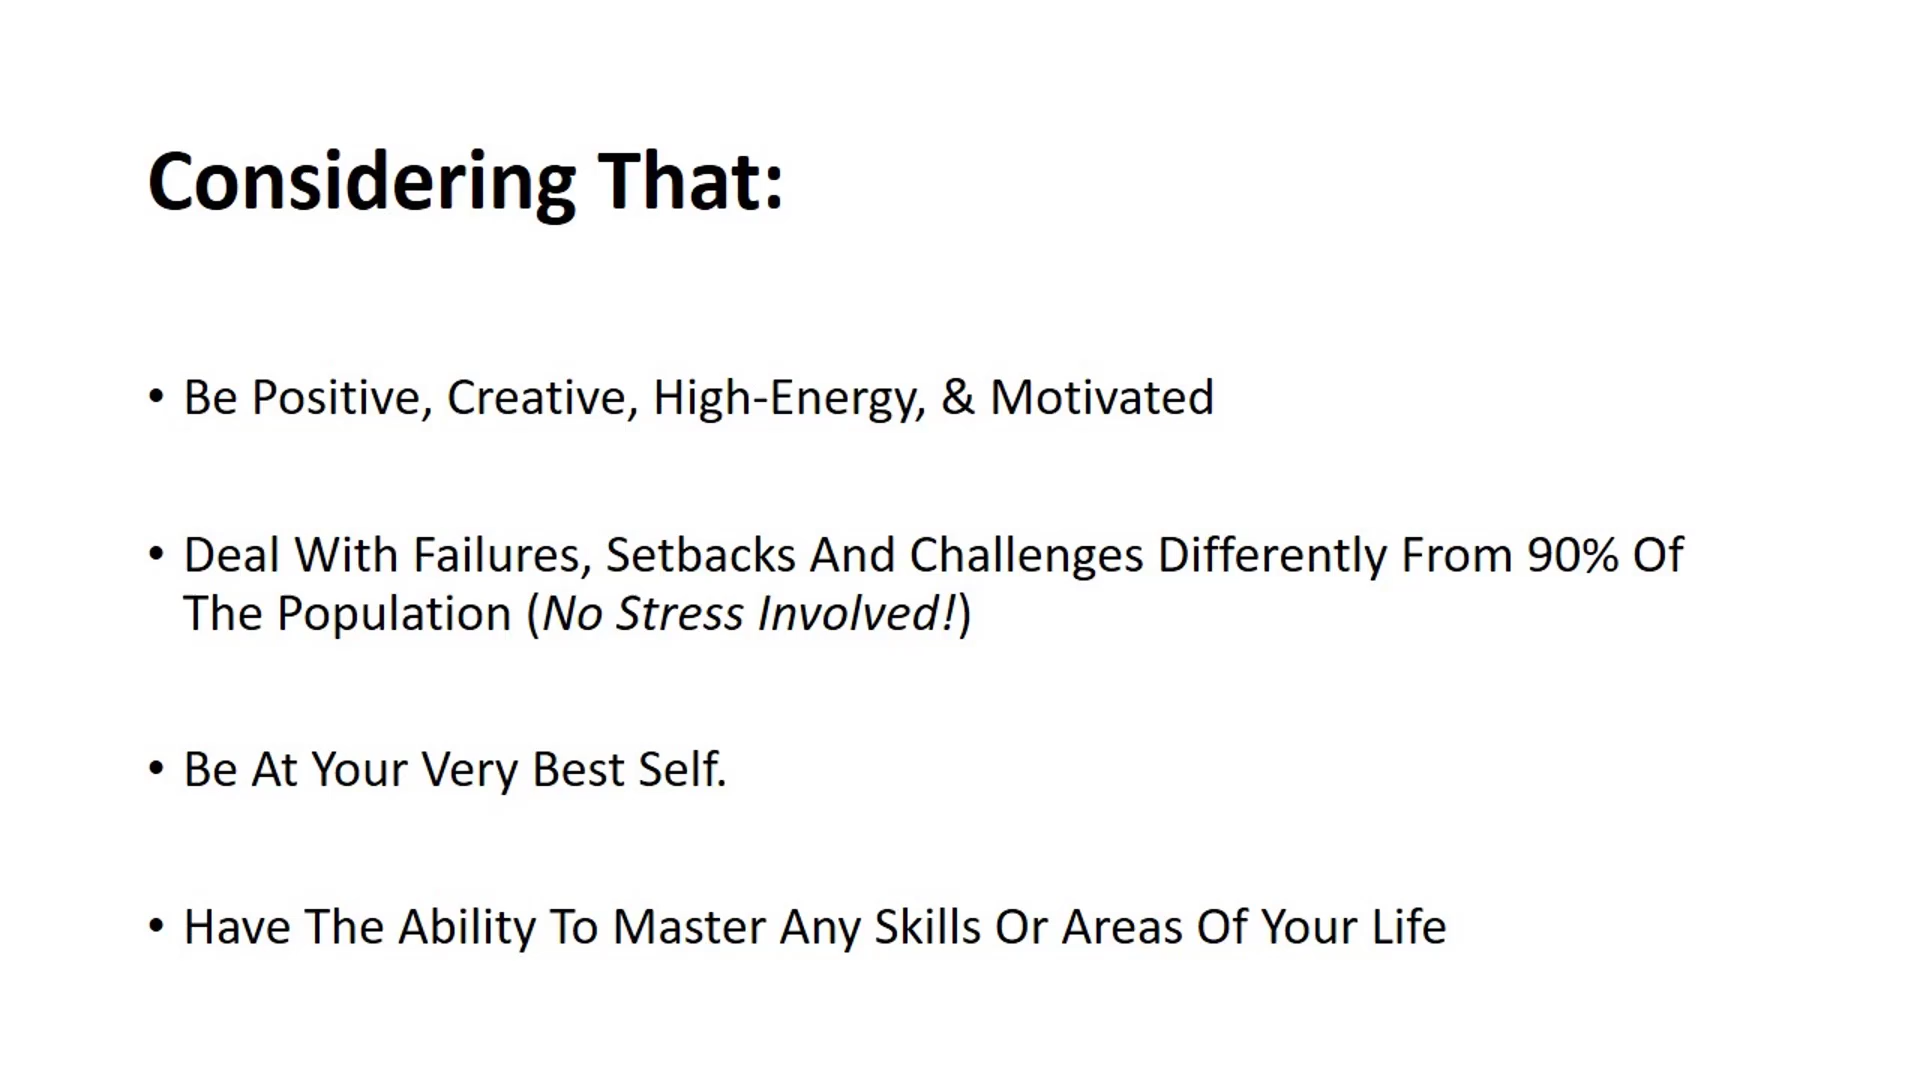 Considering That:
• Be Positive, Creative, High-Energy, & Motivated
• Deal With Failures, Setbacks And Challenges Differently From 90% Of
The Population (No Stress Involved!)
• Be At Your Very Best Self.
• Have The Ability To Master Any Skills Or Areas Of Your Life